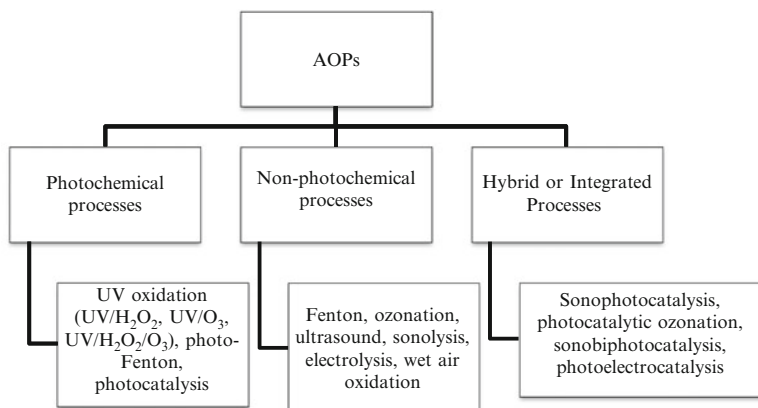 AOPs
Photochemical
processes
Non-photochemical
processes
Hybrid or Integrated
Processes
UV oxidation
(UV/H₂O₂, UV/O₃,
UV/H₂O₂/O₃), photo-
Fenton,
photocatalysis
Fenton, ozonation,
ultrasound, sonolysis,
electrolysis, wet air
oxidation
Sonophotocatalysis,
photocatalytic ozonation,
sonobiphotocatalysis,
photoelectrocatalysis